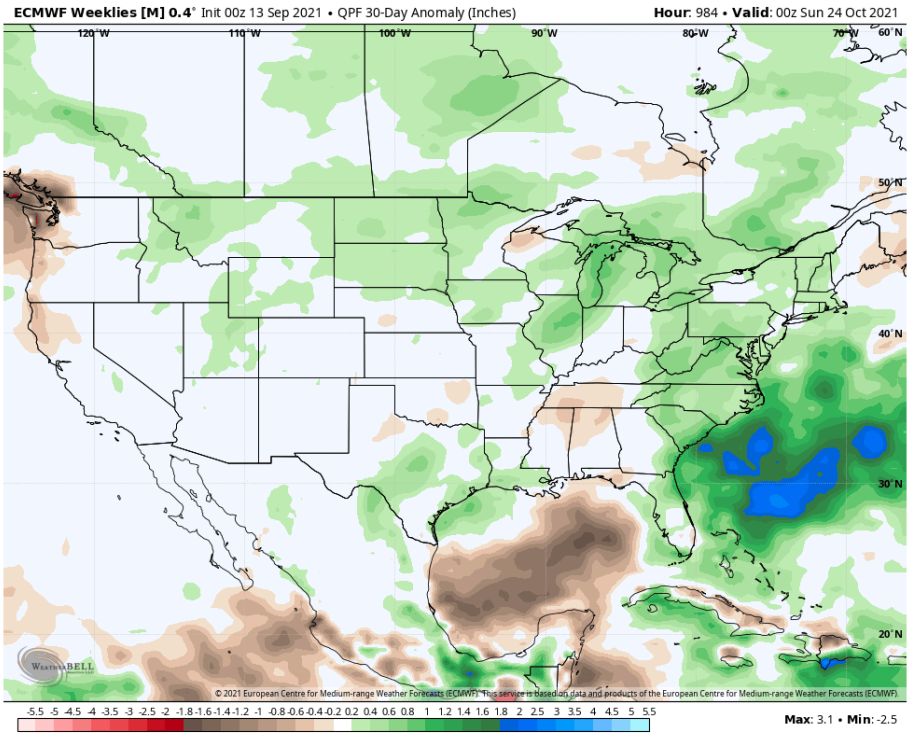 ECMWF Weeklies [M] 0.4° Init 00z 13 Sep 2021 • QPF 30-Day Anomaly (Inches)
Hour: 984 • Valid: 00z Sun 24 Oct 2021
120°W 110°W 100°W 90°W 80°W 70°W 60°N
50°N
40°N
30°N
20°N
WEATHERBELL
© 2021 European Centre for Medium-range Weather Forecasts (ECMWF). This service is based on data and products of the European Centre for Medium-range Weather Forecasts (ECMWF).
-5.5 -5 -4.5 -4 -3.5 -3 -2.5 -2 -1.8 -1.6 -1.4 -1.2 -1 -0.8 -0.6 -0.4 -0.2 0.2 0.4 0.6 0.8 1 1.2 1.4 1.6 1.8 2 2.5 3 3.5 4 4.5 5 5.5
Max: 3.1 • Min: -2.5